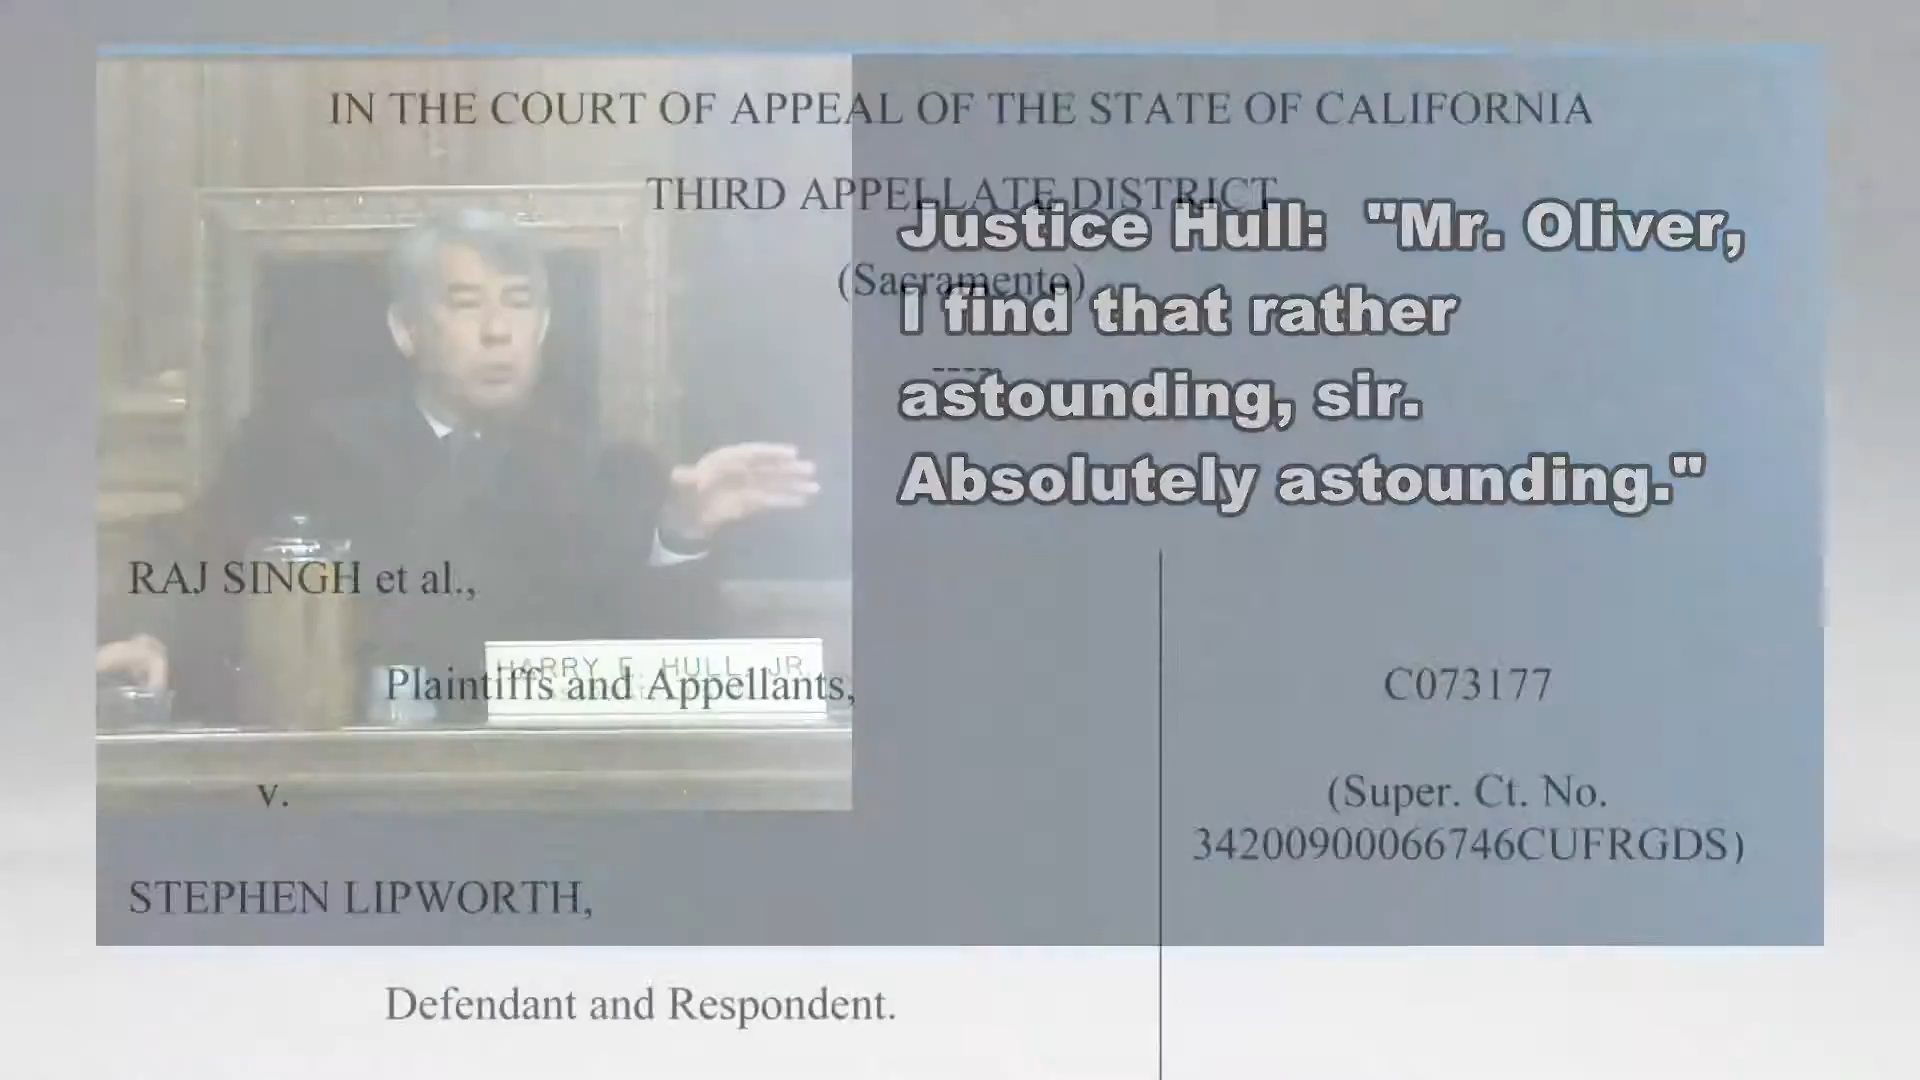 IN THE COURT OF APPEAL OF THE STATE OF CALIFORNIA
THIRD APPELLATE DISTRICT
(Sacramento)
----
Justice Hull:  "Mr. Oliver,
I find that rather
astounding, sir.
Absolutely astounding."
RAJ SINGH et al.,
Plaintiffs and Appellants,
v.
STEPHEN LIPWORTH,
Defendant and Respondent.
C073177
(Super. Ct. No.
34200900066746CUFRGDS)
HARRY E. HULL, JR.